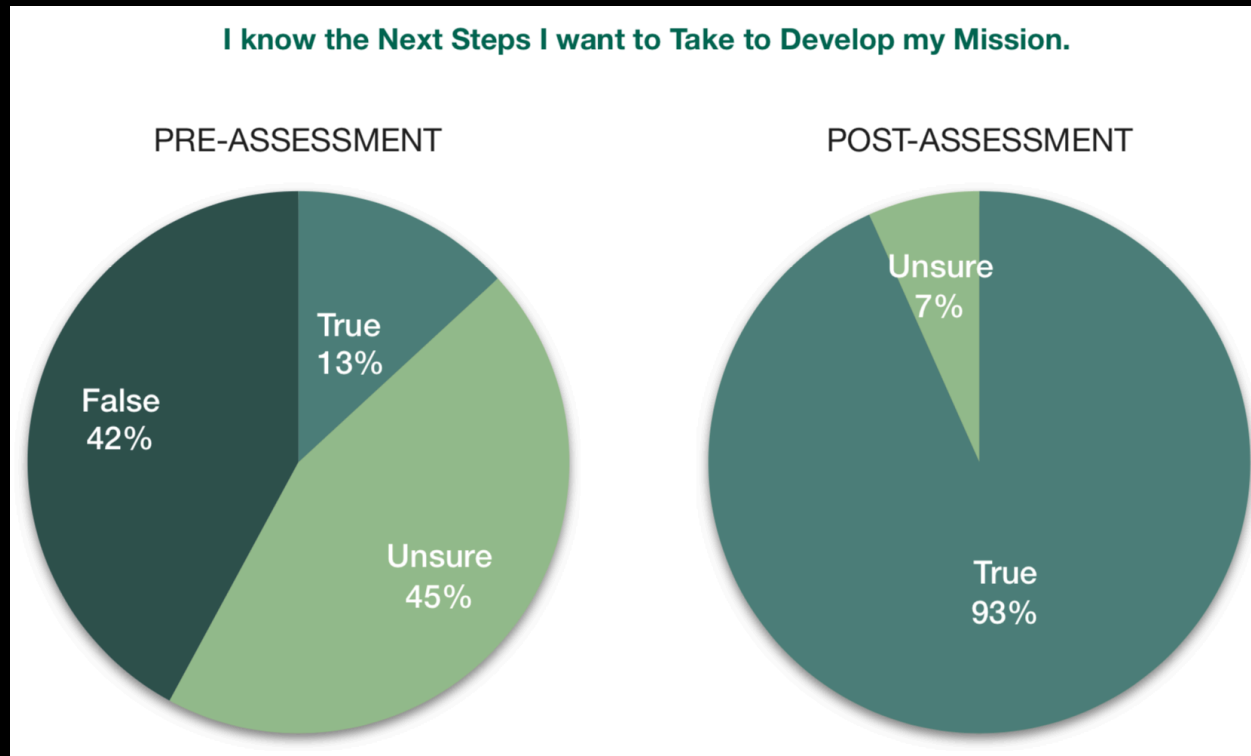 I know the Next Steps I want to Take to Develop my Mission.
PRE-ASSESSMENT
True
13%
False
42%
Unsure
45%
POST-ASSESSMENT
Unsure
7%
True
93%